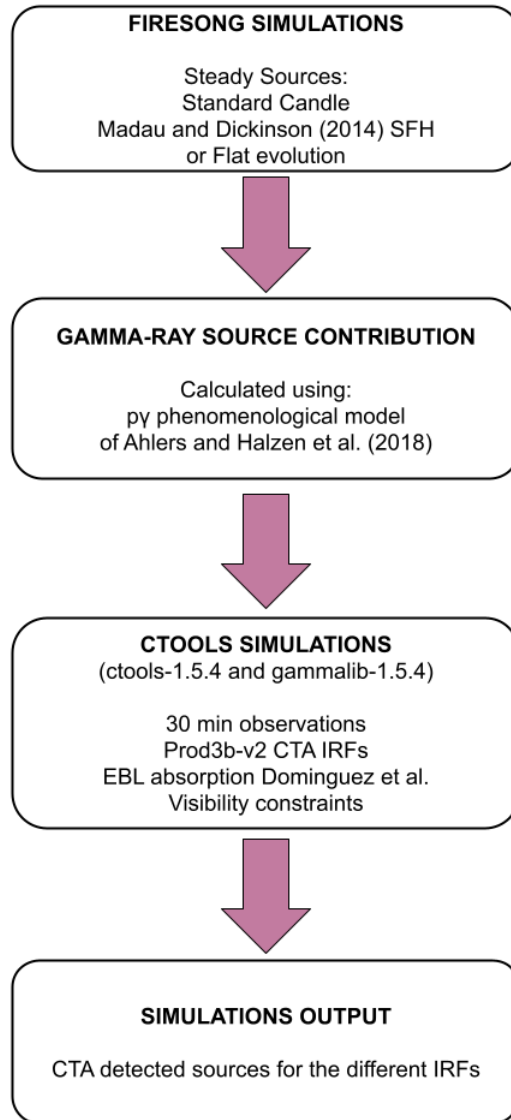 FIRESONG SIMULATIONS
Steady Sources:
Standard Candle
Madau and Dickinson (2014) SFH
or Flat evolution
GAMMA-RAY SOURCE CONTRIBUTION
Calculated using:
pγ phenomenological model
of Ahlers and Halzen et al. (2018)
CTOOLS SIMULATIONS
(ctools-1.5.4 and gammalib-1.5.4)
30 min observations
Prod3b-v2 CTA IRFs
EBL absorption Dominguez et al.
Visibility constraints
SIMULATIONS OUTPUT
CTA detected sources for the different IRFs